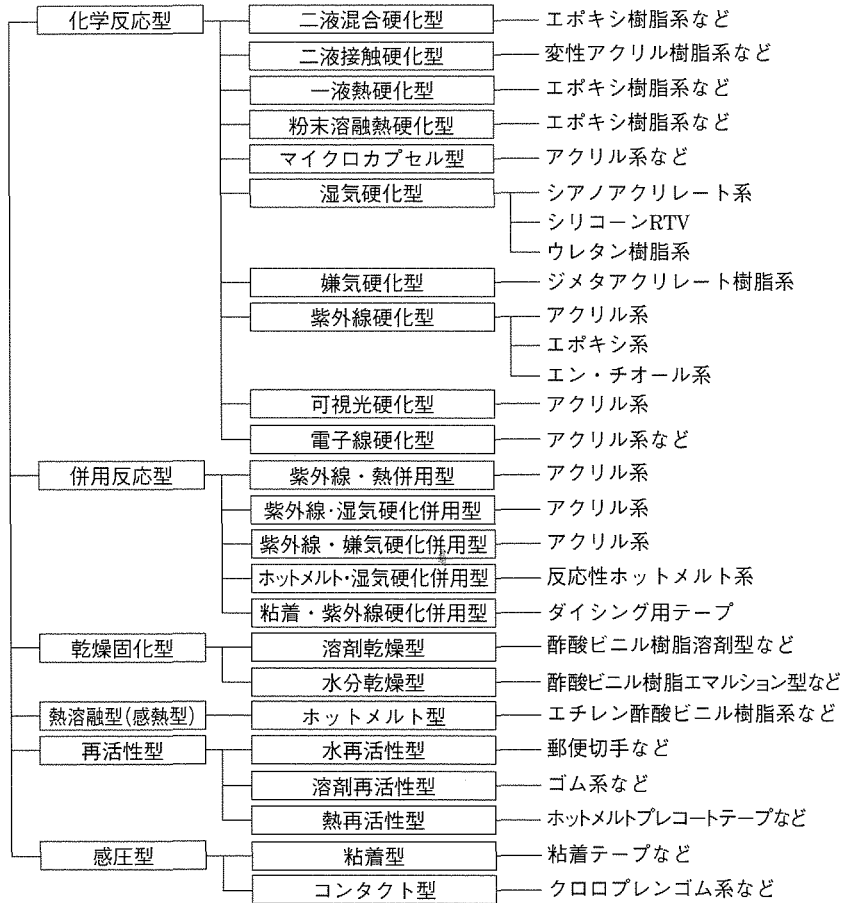 化学反応型 二液混合硬化型 エポキシ樹脂系など
二液接触硬化型 変性アクリル樹脂系など
一液熱硬化型 エポキシ樹脂系など
粉末溶融熱硬化型 エポキシ樹脂系など
マイクロカプセル型 アクリル系など
湿気硬化型 シアノアクリレート系
シリコーンRTV
ウレタン樹脂系
嫌気硬化型 ジメタアクリレート樹脂系
紫外線硬化型 アクリル系
エポキシ系
エン・チオール系
可視光硬化型 アクリル系
電子線硬化型 アクリル系など
併用反応型 紫外線・熱併用型 アクリル系
紫外線・湿気硬化併用型 アクリル系
紫外線・嫌気硬化併用型 アクリル系
ホットメルト・湿気硬化併用型 反応性ホットメルト系
粘着・紫外線硬化併用型 ダイシング用テープ
乾燥固化型 溶剤乾燥型 酢酸ビニル樹脂溶剤型など
水分乾燥型 酢酸ビニル樹脂エマルション型など
熱溶融型(感熱型) ホットメルト型 エチレン酢酸ビニル樹脂系など
再活性型 水再活性型 郵便切手など
溶剤再活性型 ゴム系など
熱再活性型 ホットメルトプレコートテープなど
感圧型 粘着型 粘着テープなど
コンタクト型 クロロプレンゴム系など